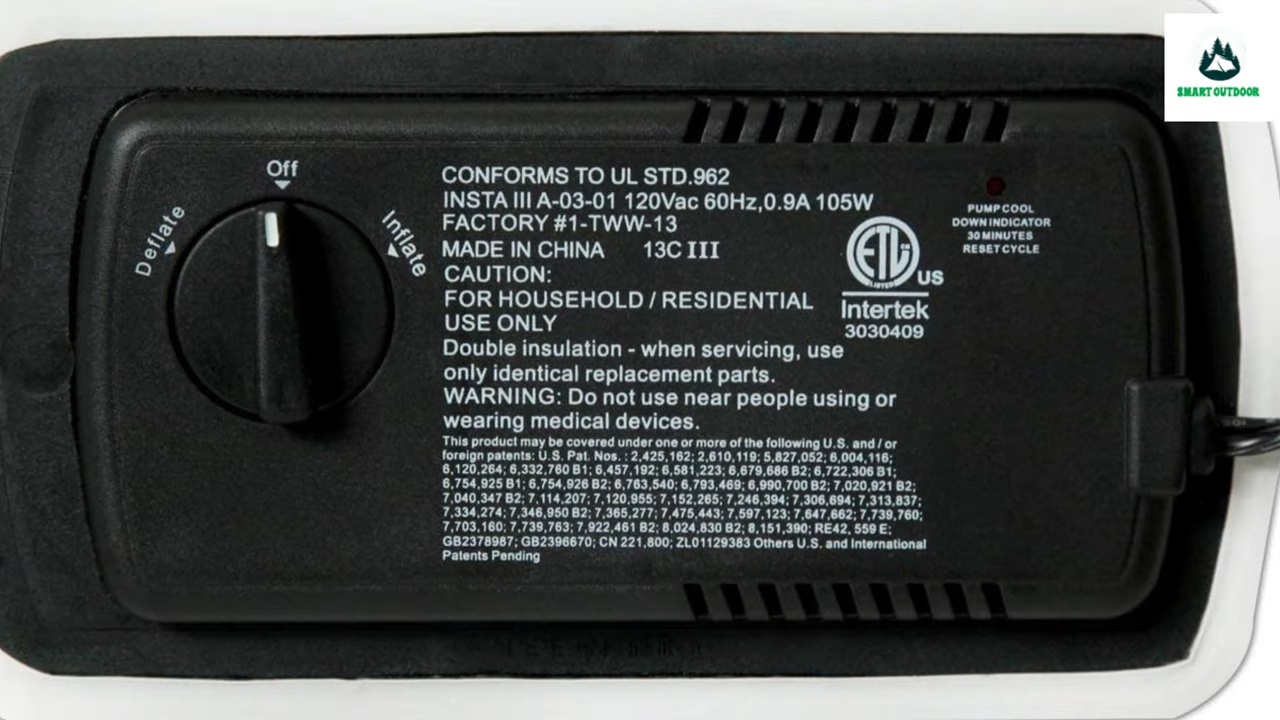 SMART OUTDOOR
Off
Deflate
Inflate
CONFORMS TO UL STD.962
INSTA III A-03-01 120Vac 60Hz,0.9A 105W
FACTORY #1-TWW-13
MADE IN CHINA 13C III
CAUTION:
FOR HOUSEHOLD / RESIDENTIAL
USE ONLY
Double insulation - when servicing, use
only identical replacement parts.
WARNING: Do not use near people using or
wearing medical devices.
This product may be covered under one or more of the following U.S. and / or
foreign patents: U.S. Pat. Nos. : 2,425,162; 2,610,119; 5,827,052; 6,004,116;
6,120,264; 6,332,760 B1; 6,457,192; 6,581,223; 6,679,686 B2; 6,722,306 B1;
6,754,925 B1; 6,754,926 B2; 6,763,540; 6,793,469; 6,990,700 B2; 7,020,921 B2;
7,040,347 B2; 7,114,207; 7,120,955; 7,152,265; 7,246,394; 7,306,694; 7,313,837;
7,334,274; 7,346,950 B2; 7,365,277; 7,475,443; 7,597,123; 7,647,662; 7,739,760;
7,703,160; 7,739,763; 7,922,461 B2; 8,024,830 B2; 8,151,390; RE42, 559 E;
GB2378987; GB2396670; CN 221,800; ZL01129383 Others U.S. and International
Patents Pending
ETL
LISTED
US
Intertek
3030409
PUMP COOL
DOWN INDICATOR
30 MINUTES
RESET CYCLE